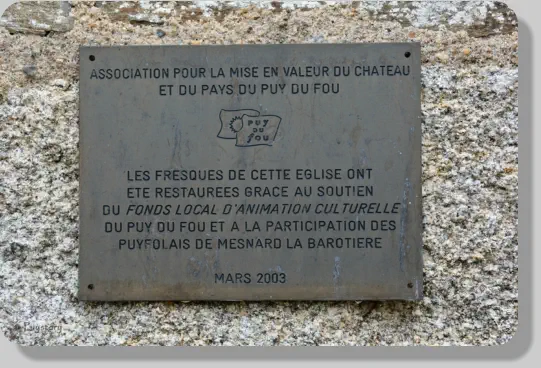 ASSOCIATION POUR LA MISE EN VALEUR DU CHATEAU
ET DU PAYS DU PUY DU FOU
PUY
DU
FOU
LES FRESQUES DE CETTE EGLISE ONT
ETE RESTAUREES GRACE AU SOUTIEN
DU FONDS LOCAL D'ANIMATION CULTURELLE
DU PUY DU FOU ET A LA PARTICIPATION DES
PUYFOLAIS DE MESNARD LA BAROTIERE
MARS 2003